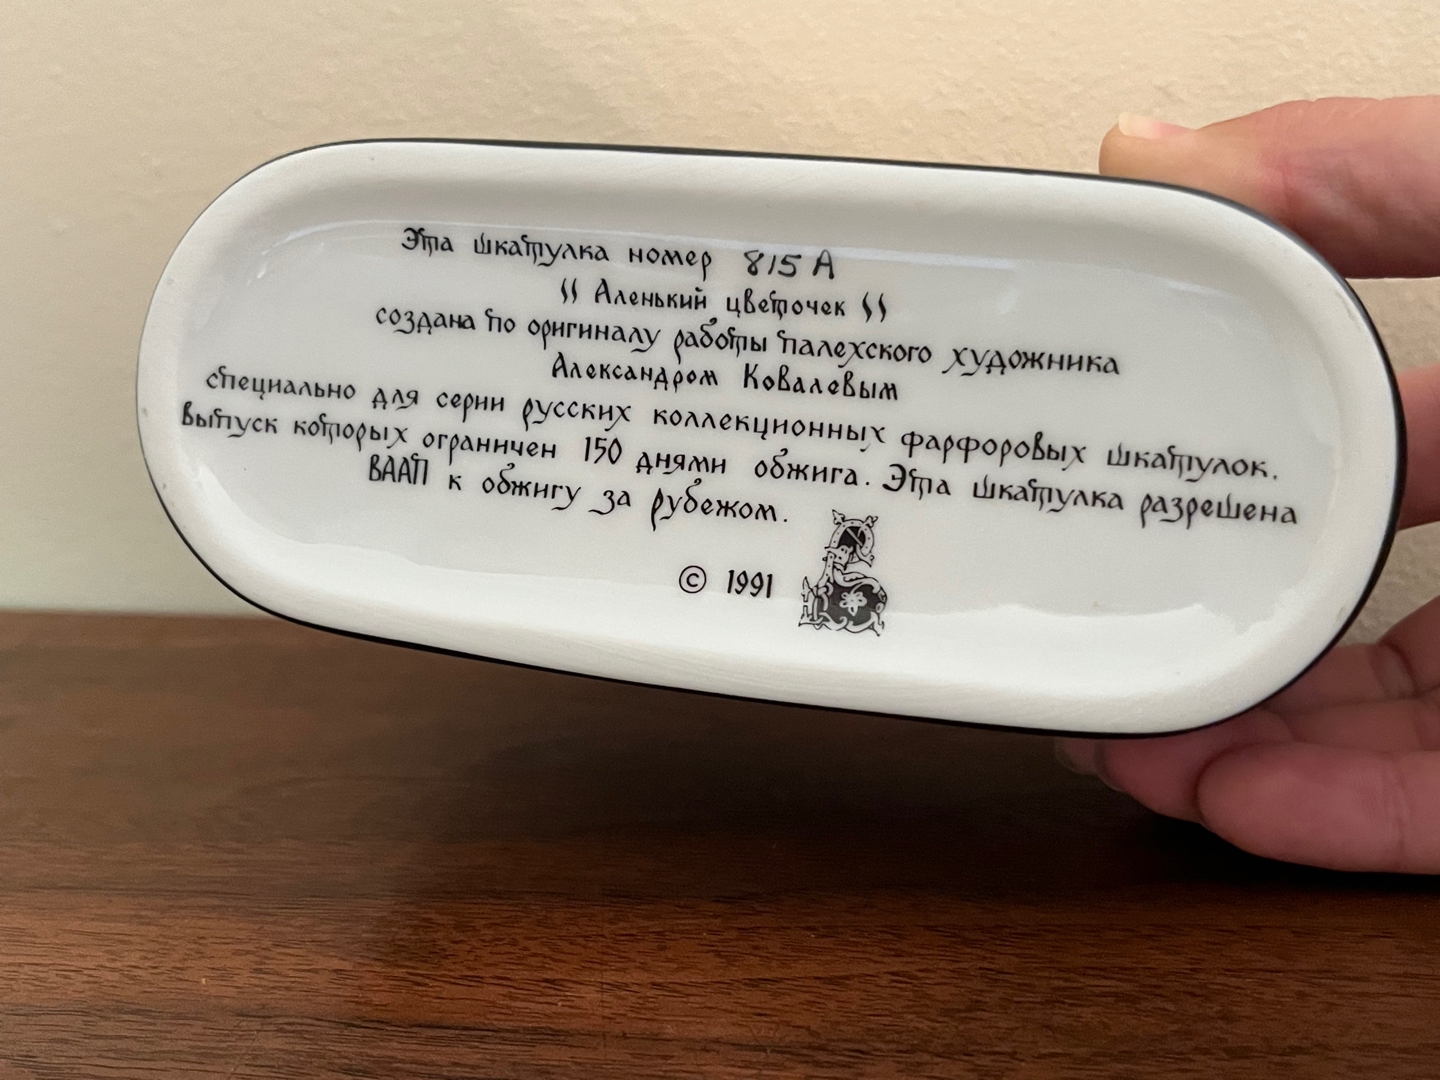 Эта шкатулка номер 815 A
"Аленький цветочек"
создана по оригиналу работы палехского художника
Александром Ковалевым
специально для серии русских коллекционных фарфоровых шкатулок.
выпуск которых ограничен 150 днями обжига. Эта шкатулка разрешена
ВААП к обжигу за рубежом.
© 1991